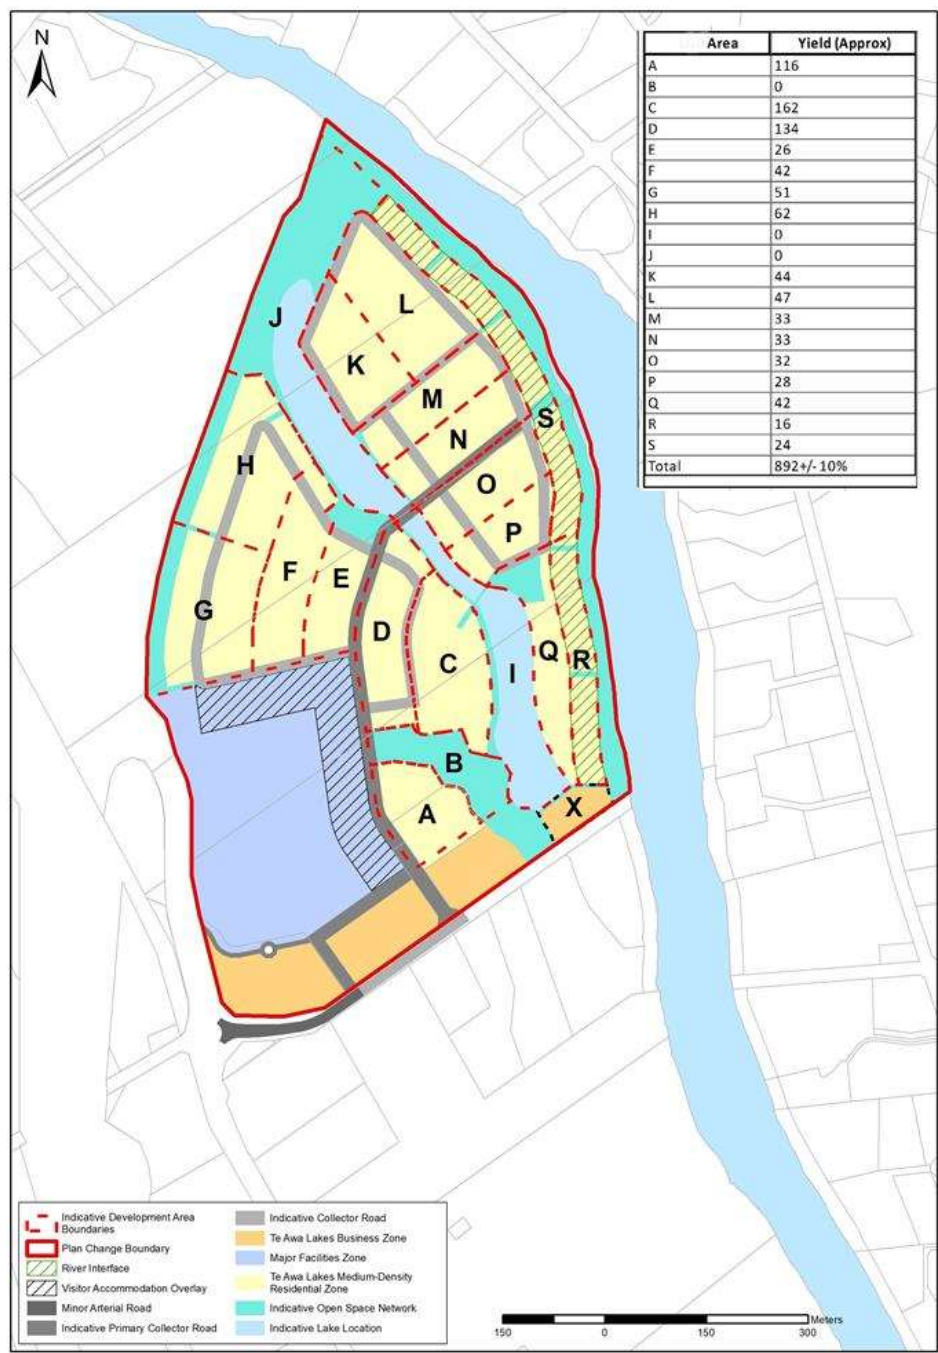 N
Area Yield (Approx)
A 116
B 0
C 162
D 134
E 26
F 42
G 51
H 62
I 0
J 0
K 44
L 47
M 33
N 33
O 32
P 28
Q 42
R 16
S 24
Total 892+/- 10%
L
J
K
M
S
N
H
O
P
F
E
G
D
Q
R
C
I
B
X
A
Indicative Development Area
Boundaries
Plan Change Boundary
River Interface
Visitor Accommodation Overlay
Minor Arterial Road
Indicative Primary Collector Road
Indicative Collector Road
Te Awa Lakes Business Zone
Major Facilities Zone
Te Awa Lakes Medium-Density
Residential Zone
Indicative Open Space Network
Indicative Lake Location
Meters
150 0 150 300